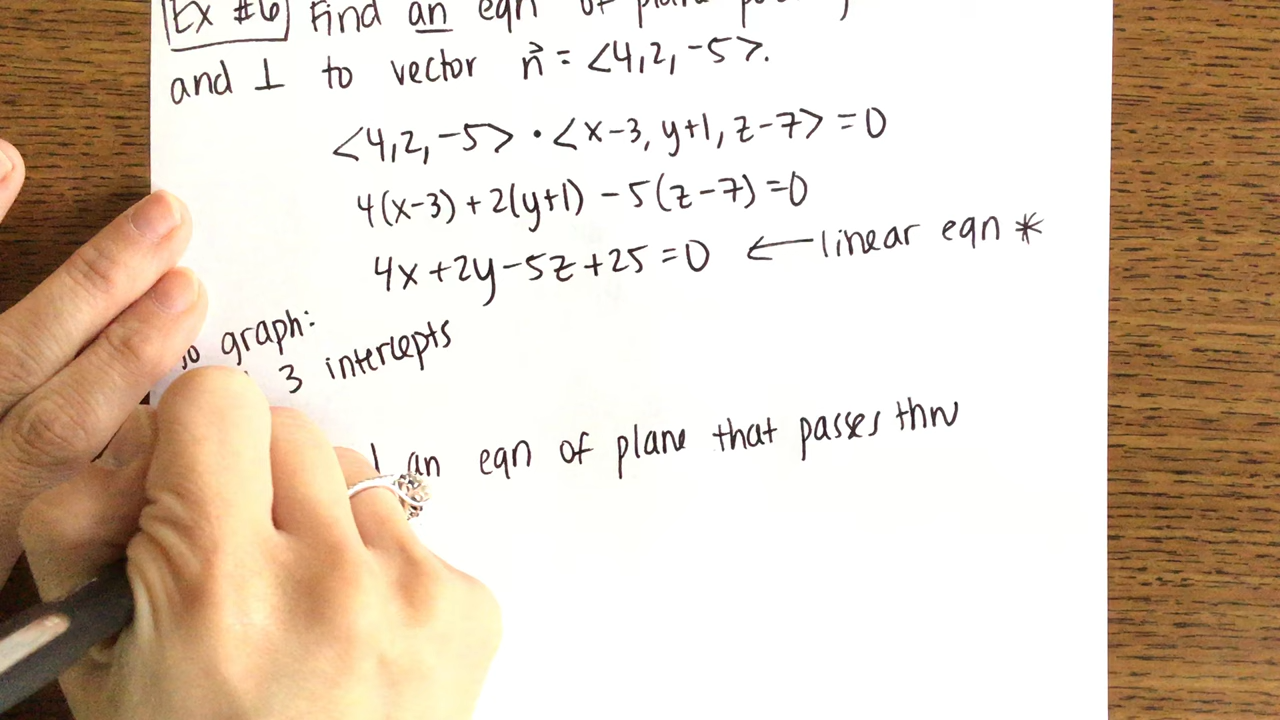 Ex #6 Find an eqn of plane
and ⊥ to vector n⃗ = <4,2,-5>.
<4,2,-5> · <x-3, y+1, z-7> = 0
4(x-3) + 2(y+1) - 5(z-7) = 0
4x + 2y - 5z + 25 = 0 ← linear eqn *
graph:
3 intercepts
an eqn of plane that passes thru